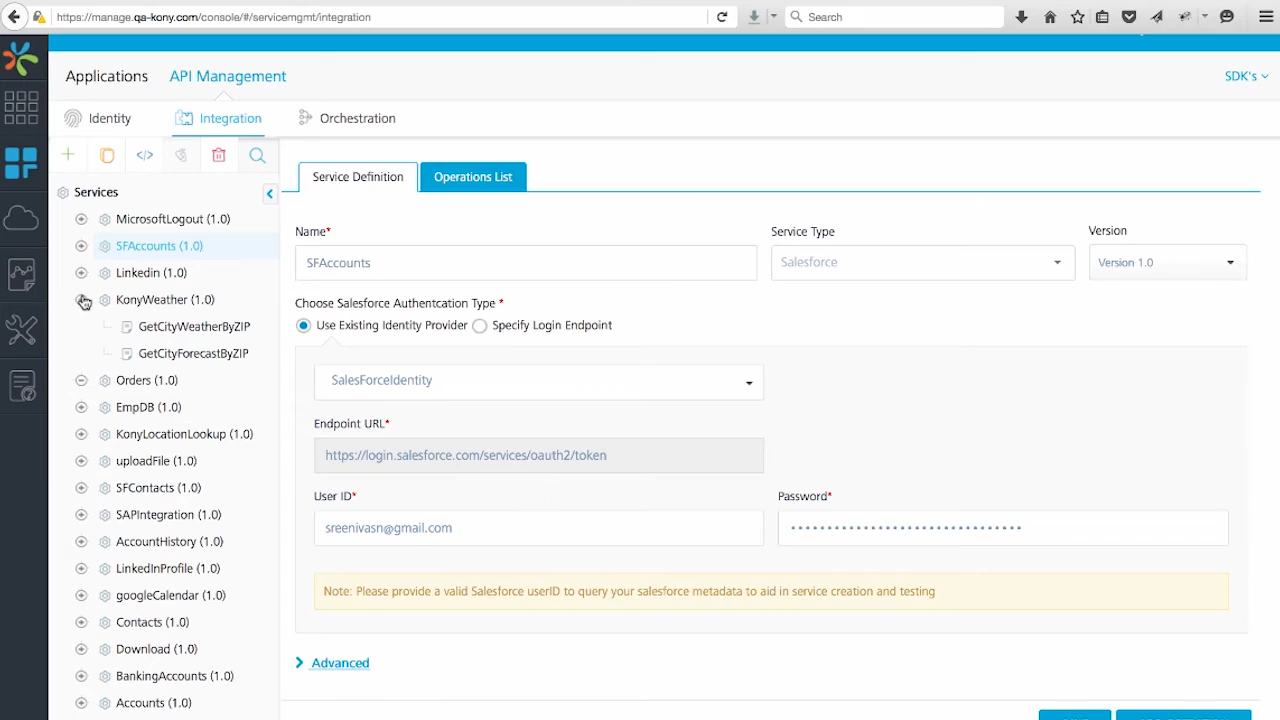 https://manage.qa-kony.com/console/#/servicemgmt/integration
Search
Applications
API Management
SDK's
Identity
Integration
Orchestration
Services
MicrosoftLogout (1.0)
SFAccounts (1.0)
Linkedin (1.0)
KonyWeather (1.0)
GetCityWeatherByZIP
GetCityForecastByZIP
Orders (1.0)
EmpDB (1.0)
KonyLocationLookup (1.0)
uploadFile (1.0)
SFContacts (1.0)
SAPIntegration (1.0)
AccountHistory (1.0)
LinkedInProfile (1.0)
googleCalendar (1.0)
Contacts (1.0)
Download (1.0)
BankingAccounts (1.0)
Accounts (1.0)
Service Definition
Operations List
Name*
Service Type
Version
SFAccounts
Salesforce
Version 1.0
Choose Salesforce Authentcation Type *
Use Existing Identity Provider
Specify Login Endpoint
SalesForceIdentity
Endpoint URL*
https://login.salesforce.com/services/oauth2/token
User ID*
Password*
sreenivasn@gmail.com
Note: Please provide a valid Salesforce userID to query your salesforce metadata to aid in service creation and testing
Advanced